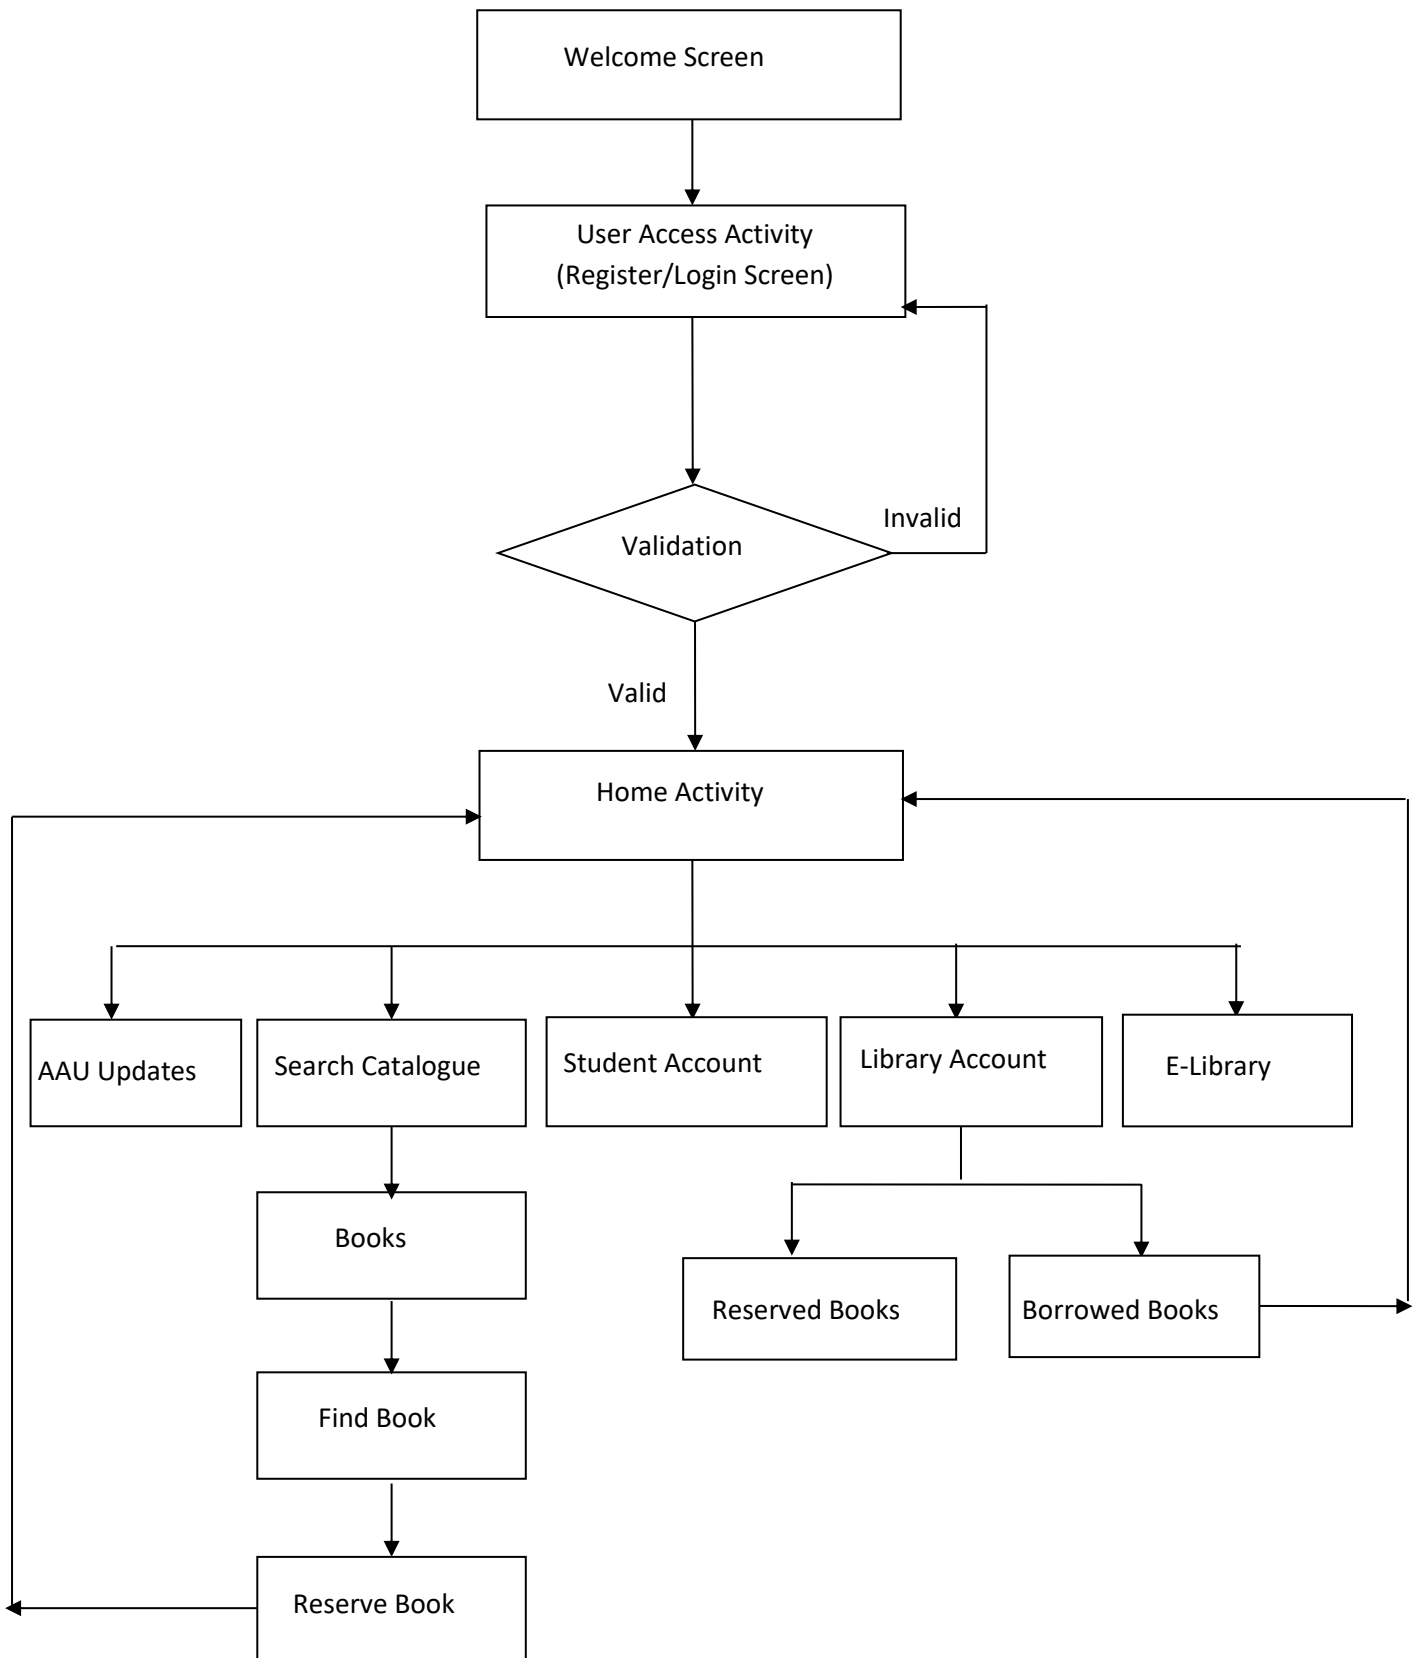 Welcome Screen
User Access Activity
(Register/Login Screen)
Validation
Invalid
Valid
Home Activity
AAU Updates
Search Catalogue
Student Account
Library Account
E-Library
Books
Reserved Books
Borrowed Books
Find Book
Reserve Book